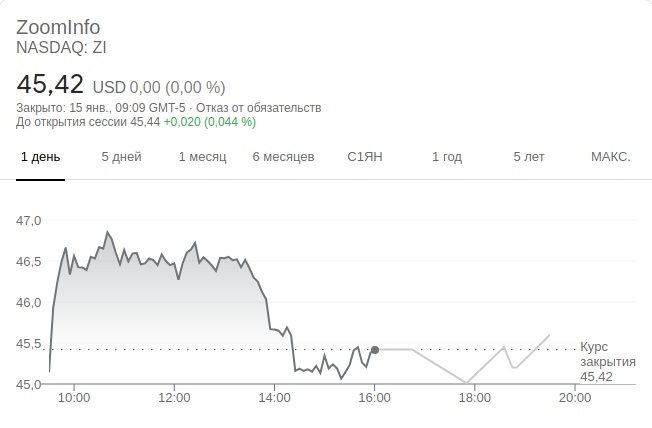 ZoomInfo
NASDAQ: ZI
45,42 USD 0,00 (0,00 %)
Закрыто: 15 янв., 09:09 GMT-5 · Отказ от обязательств
До открытия сессии 45,44 +0,020 (0,044 %)
1 день 5 дней 1 месяц 6 месяцев С1ЯН 1 год 5 лет МАКС.
47,0
46,5
46,0
45,5
45,0
Курс
закрытия
45,42
10:00 12:00 14:00 16:00 18:00 20:00